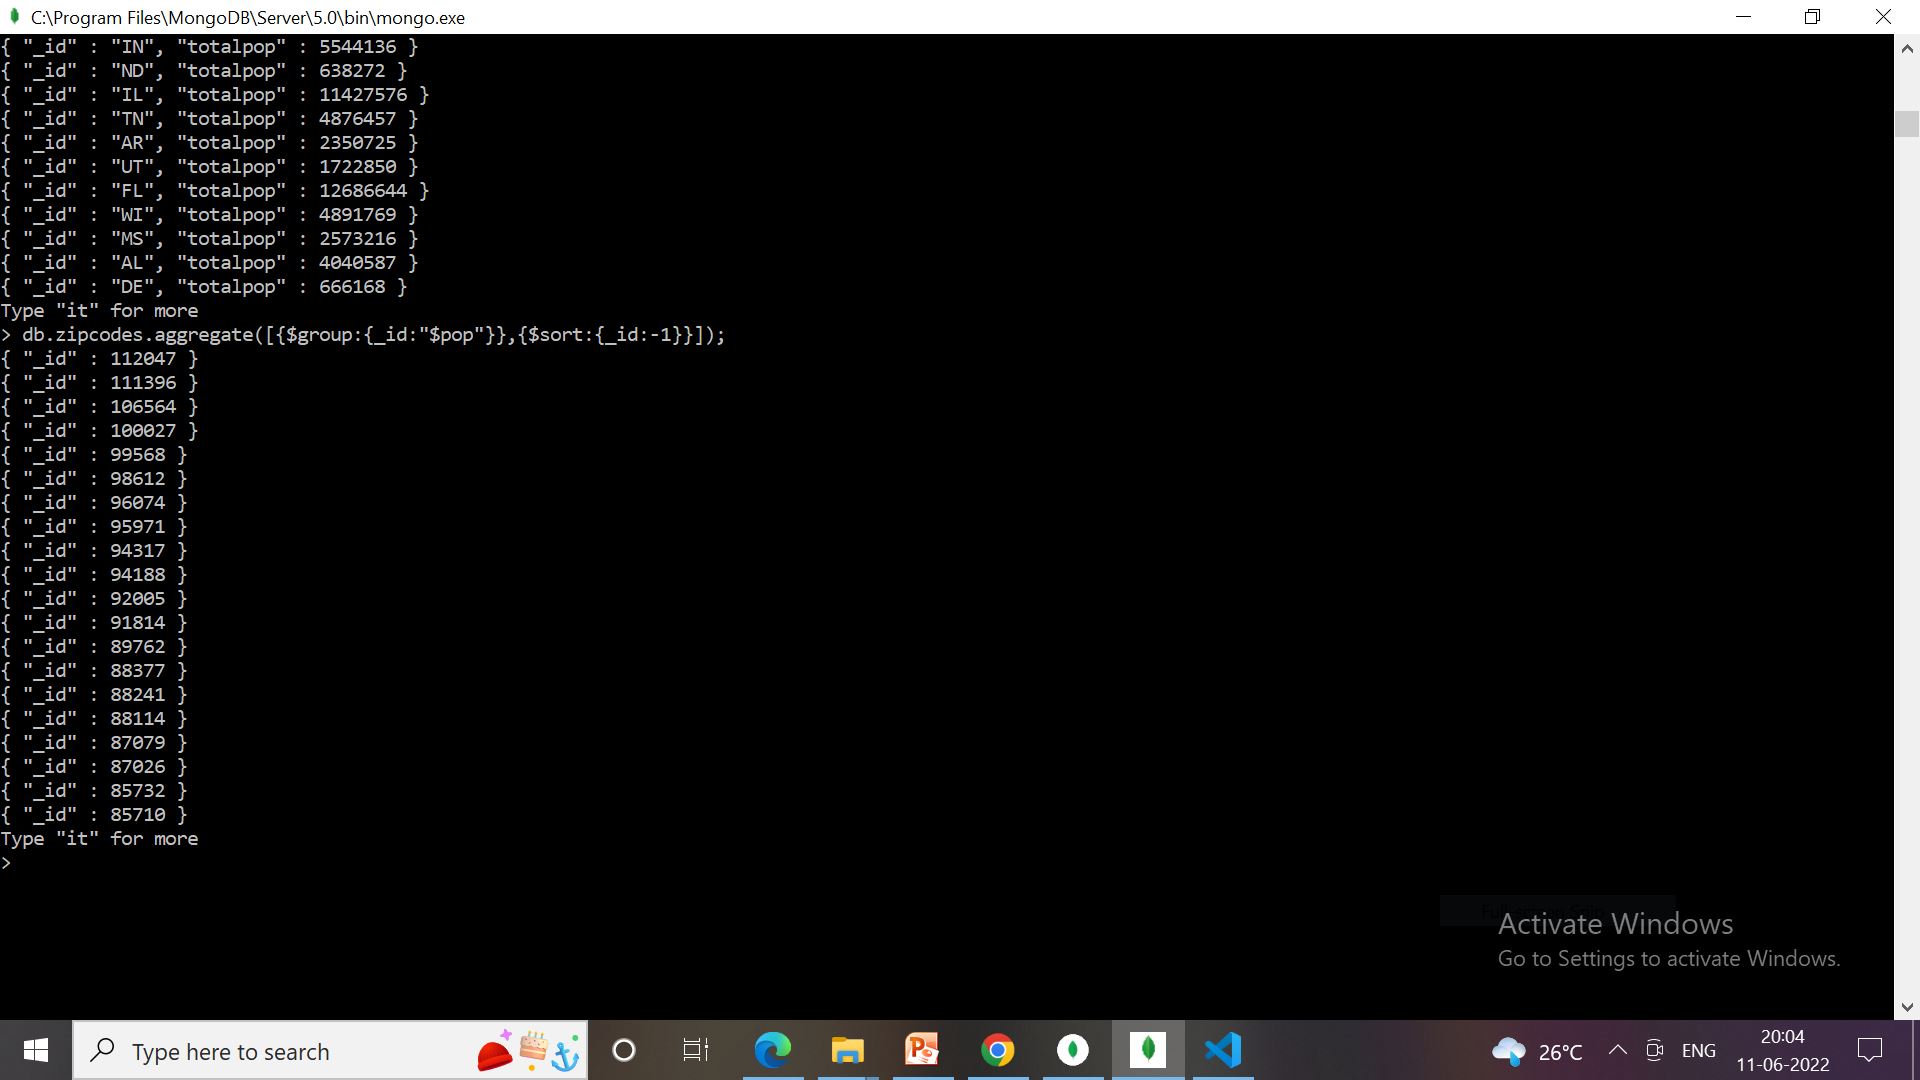 C:\Program Files\MongoDB\Server\5.0\bin\mongo.exe
{ "_id" : "IN", "totalpop" : 5544136 }
{ "_id" : "ND", "totalpop" : 638272 }
{ "_id" : "IL", "totalpop" : 11427576 }
{ "_id" : "TN", "totalpop" : 4876457 }
{ "_id" : "AR", "totalpop" : 2350725 }
{ "_id" : "UT", "totalpop" : 1722850 }
{ "_id" : "FL", "totalpop" : 12686644 }
{ "_id" : "WI", "totalpop" : 4891769 }
{ "_id" : "MS", "totalpop" : 2573216 }
{ "_id" : "AL", "totalpop" : 4040587 }
{ "_id" : "DE", "totalpop" : 666168 }
Type "it" for more
> db.zipcodes.aggregate([{$group:{_id:"$pop"}},{$sort:{_id:-1}}]);
{ "_id" : 112047 }
{ "_id" : 111396 }
{ "_id" : 106564 }
{ "_id" : 100027 }
{ "_id" : 99568 }
{ "_id" : 98612 }
{ "_id" : 96074 }
{ "_id" : 95971 }
{ "_id" : 94317 }
{ "_id" : 94188 }
{ "_id" : 92005 }
{ "_id" : 91814 }
{ "_id" : 89762 }
{ "_id" : 88377 }
{ "_id" : 88241 }
{ "_id" : 88114 }
{ "_id" : 87079 }
{ "_id" : 87026 }
{ "_id" : 85732 }
{ "_id" : 85710 }
Type "it" for more
>
Activate Windows
Go to Settings to activate Windows.
Type here to search
26°C
ENG
20:04
11-06-2022